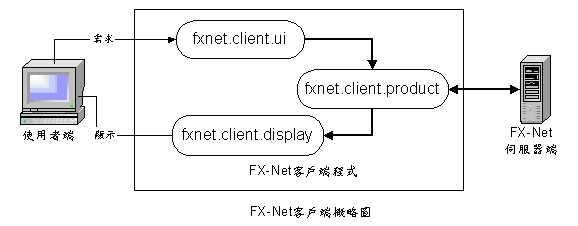 需求
fxnet.client.ui
fxnet.client.product
使用者端
顯示
fxnet.client.display
FX-Net
伺服器端
FX-Net客戶端程式
FX-Net客戶端概略圖